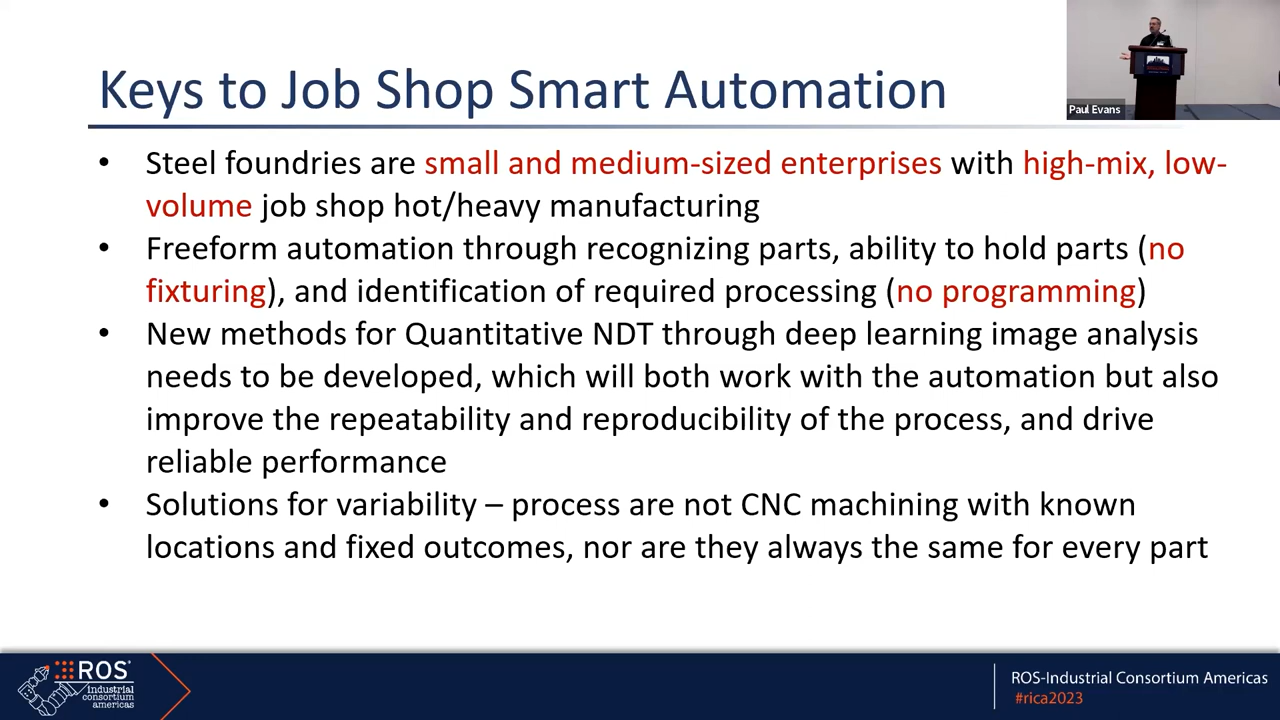 Keys to Job Shop Smart Automation
Paul Evans
• Steel foundries are small and medium-sized enterprises with high-mix, low-
volume job shop hot/heavy manufacturing
• Freeform automation through recognizing parts, ability to hold parts (no
fixturing), and identification of required processing (no programming)
• New methods for Quantitative NDT through deep learning image analysis
needs to be developed, which will both work with the automation but also
improve the repeatability and reproducibility of the process, and drive
reliable performance
• Solutions for variability – process are not CNC machining with known
locations and fixed outcomes, nor are they always the same for every part
ROS
industrial
consortium
americas
ROS-Industrial Consortium Americas
#rica2023